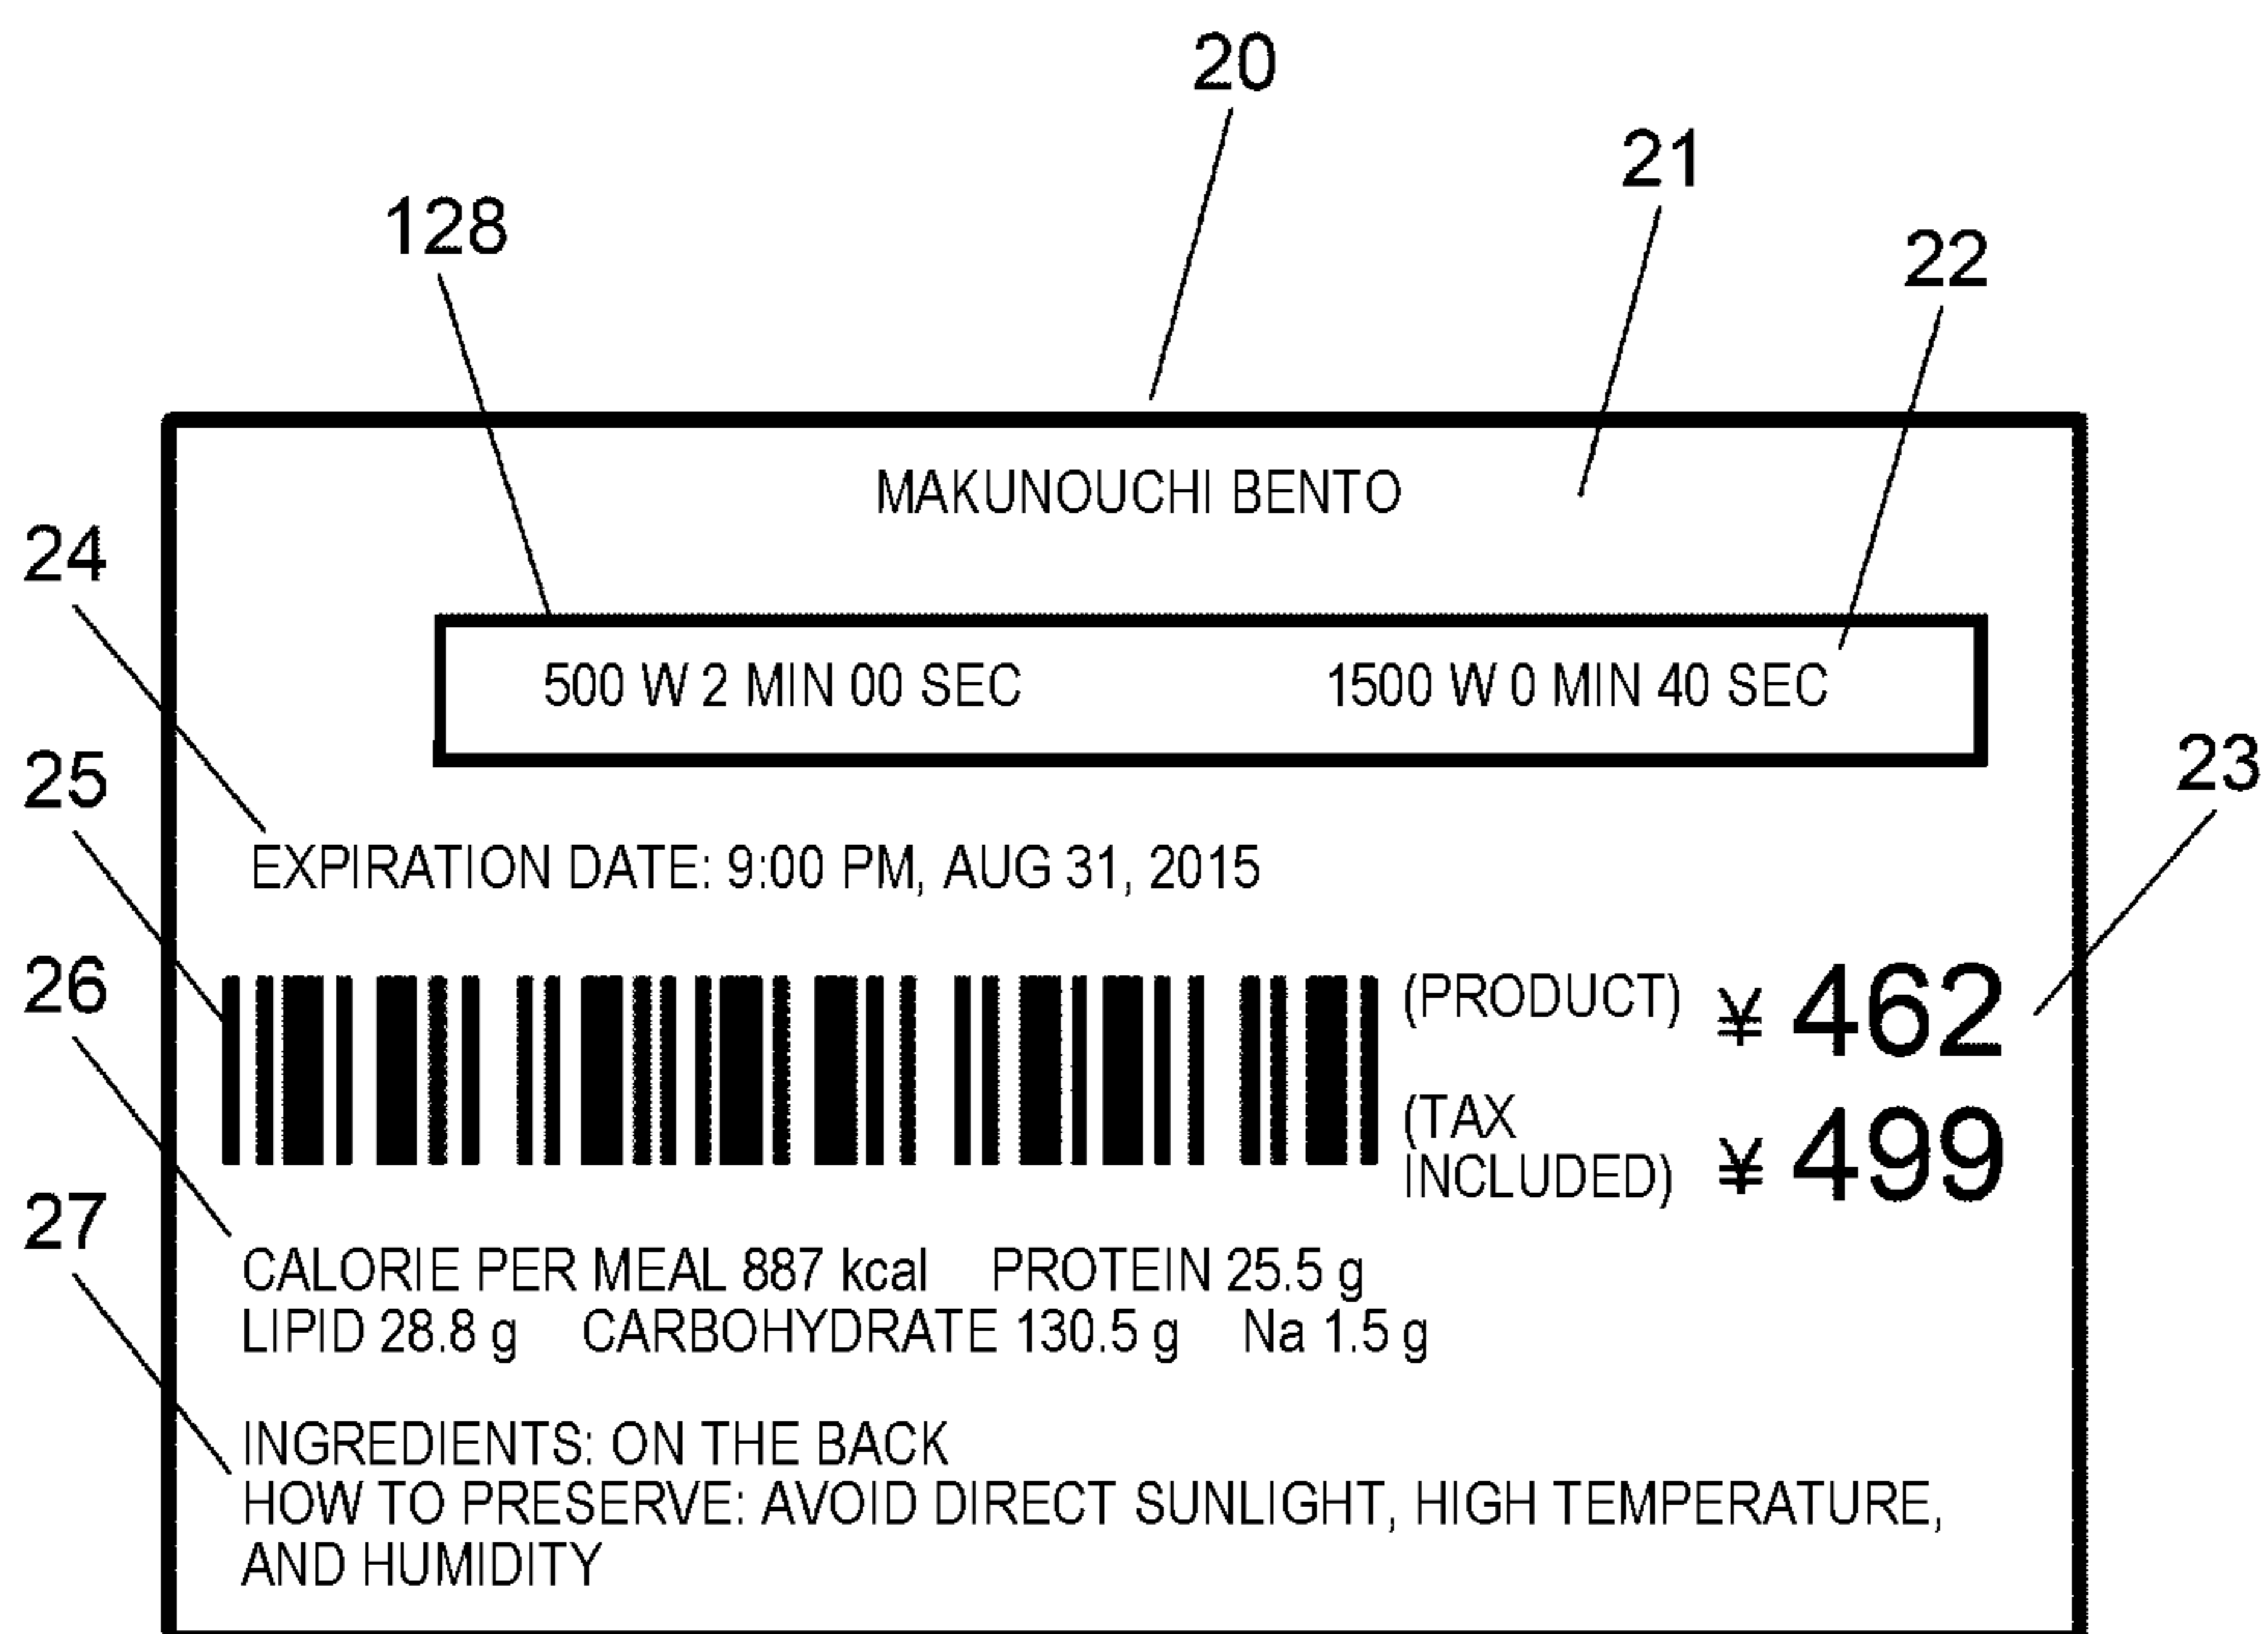 20
21
128
22
MAKUNOUCHI BENTO
24
500 W 2 MIN 00 SEC 1500 W 0 MIN 40 SEC
25
23
EXPIRATION DATE: 9:00 PM, AUG 31, 2015
26
(PRODUCT) ¥ 462
(TAX
INCLUDED) ¥ 499
27
CALORIE PER MEAL 887 kcal PROTEIN 25.5 g
LIPID 28.8 g CARBOHYDRATE 130.5 g Na 1.5 g
INGREDIENTS: ON THE BACK
HOW TO PRESERVE: AVOID DIRECT SUNLIGHT, HIGH TEMPERATURE,
AND HUMIDITY